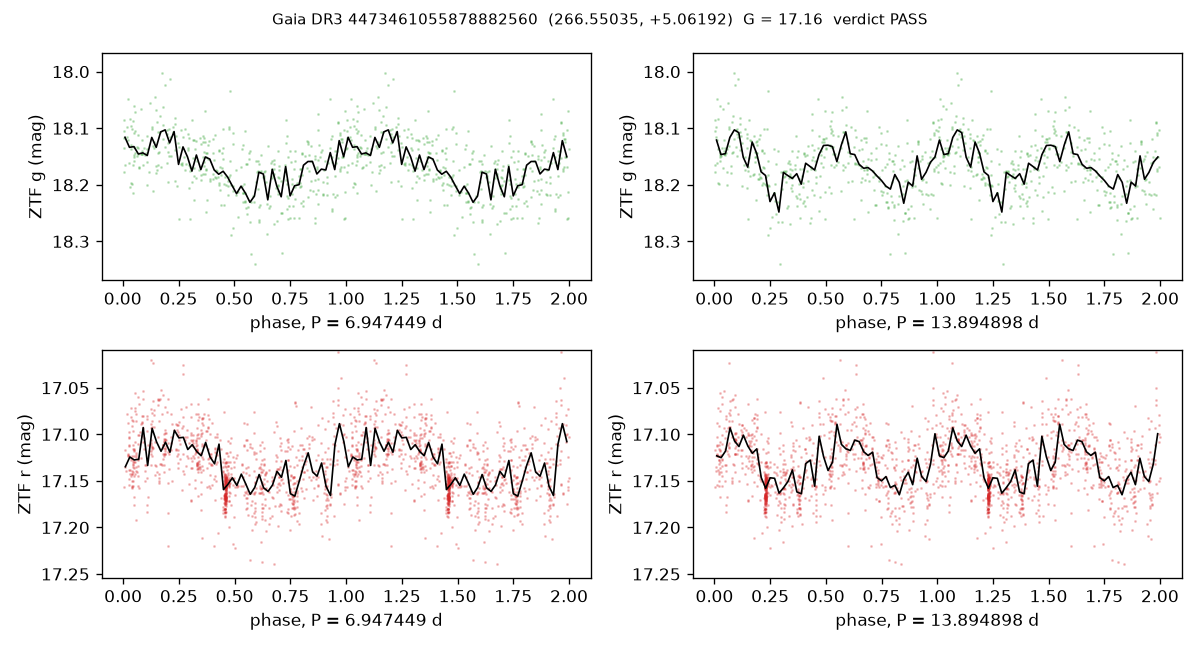 Gaia DR3 4473461055878882560  (266.55035, +5.06192)  G = 17.16  verdict PASS
ZTF g (mag)
18.0
18.1
18.2
18.3
0.00 0.25 0.50 0.75 1.00 1.25 1.50 1.75 2.00
phase, P = 6.947449 d
ZTF g (mag)
18.0
18.1
18.2
18.3
0.00 0.25 0.50 0.75 1.00 1.25 1.50 1.75 2.00
phase, P = 13.894898 d
ZTF r (mag)
17.05
17.10
17.15
17.20
17.25
0.00 0.25 0.50 0.75 1.00 1.25 1.50 1.75 2.00
phase, P = 6.947449 d
ZTF r (mag)
17.05
17.10
17.15
17.20
17.25
0.00 0.25 0.50 0.75 1.00 1.25 1.50 1.75 2.00
phase, P = 13.894898 d